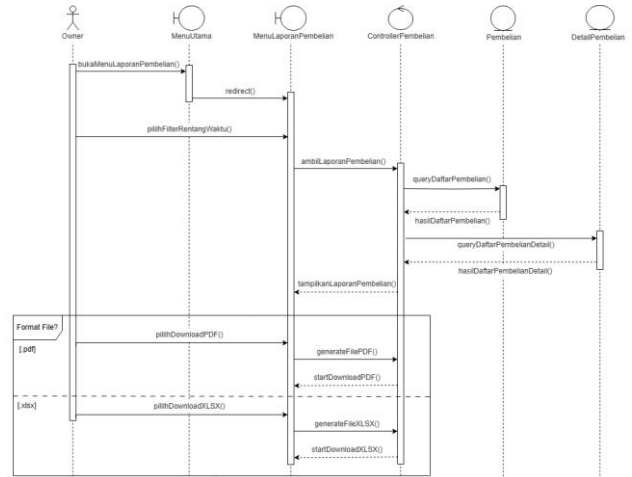 Owner
MenuUtama
MenuLaporanPembelian
ControllerPembelian
Pembelian
DetailPembelian
bukaMenuLaporanPembelian()
redirect()
pilihFilterRentangWaktu()
ambilLaporanPembelian()
queryDaftarPembelian()
hasilDaftarPembelian()
queryDaftarPembelianDetail()
hasilDaftarPembelianDetail()
tampilkanLaporanPembelian()
Format File?
[.pdf]
pilihDownloadPDF()
generateFilePDF()
startDownloadPDF()
[.xlsx]
pilihDownloadXLSX()
generateFileXLSX()
startDownloadXLSX()